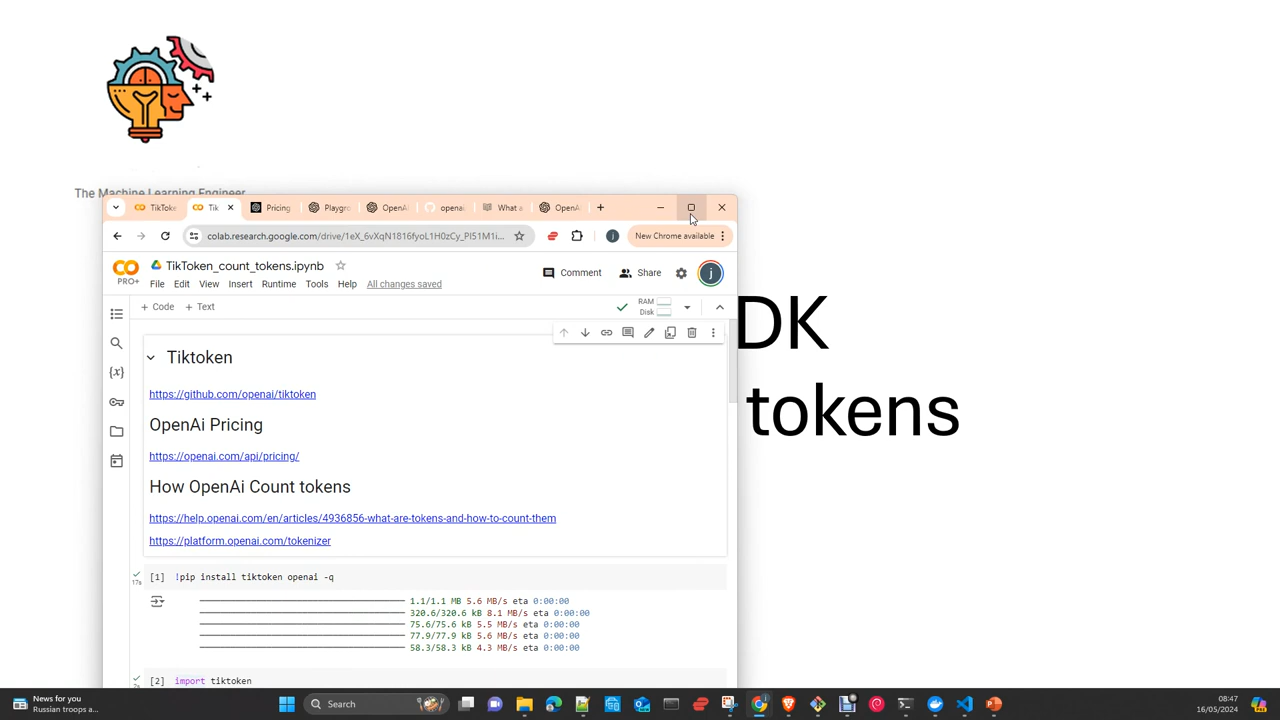 The Machine Learning Engineer
TikToke
Tik
Pricing
Playgro
OpenAI
openai
What a
OpenAI
colab.research.google.com/drive/1eX_6vXqN1816fyoL1H0zCy_PI51M1i...
New Chrome available
PRO+
TikToken_count_tokens.ipynb
Comment
Share
j
File Edit View Insert Runtime Tools Help All changes saved
+ Code + Text
RAM
Disk
DK
tokens
Tiktoken
https://github.com/openai/tiktoken
OpenAi Pricing
https://openai.com/api/pricing/
How OpenAi Count tokens
https://help.openai.com/en/articles/4936856-what-are-tokens-and-how-to-count-them
https://platform.openai.com/tokenizer
17s
[1] !pip install tiktoken openai -q
1.1/1.1 MB 5.6 MB/s eta 0:00:00
320.6/320.6 kB 8.1 MB/s eta 0:00:00
75.6/75.6 kB 5.5 MB/s eta 0:00:00
77.9/77.9 kB 5.6 MB/s eta 0:00:00
58.3/58.3 kB 4.3 MB/s eta 0:00:00
[2] import tiktoken
News for you
Russian troops a...
Search
08:47
16/05/2024